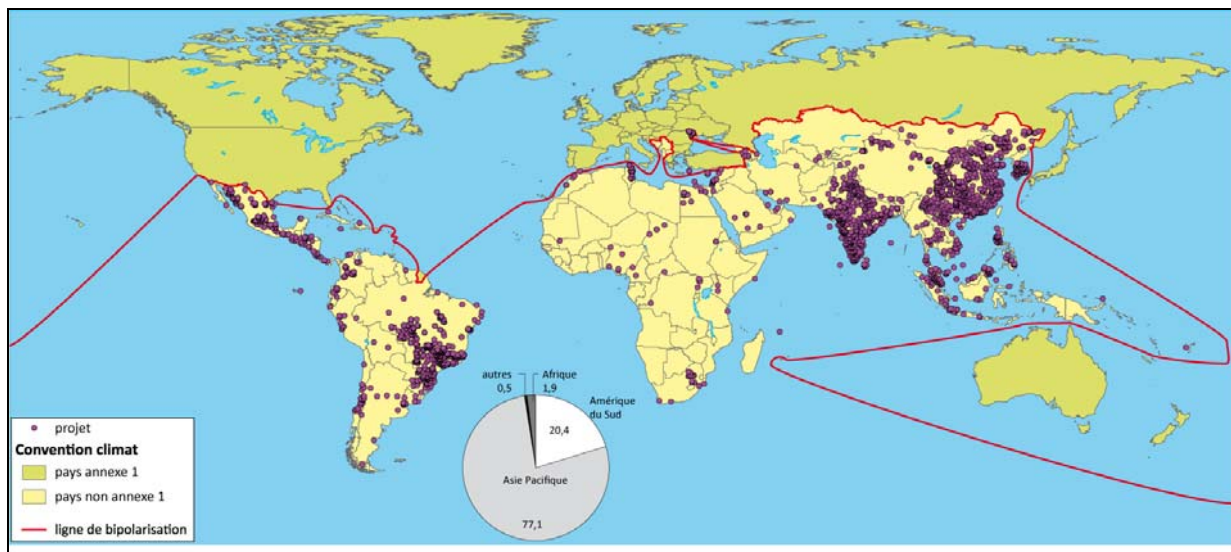 autres
0,5
Afrique
1,9
Amérique
du Sud
20,4
Asie Pacifique
77,1
projet
Convention climat
pays annexe 1
pays non annexe 1
ligne de bipolarisation